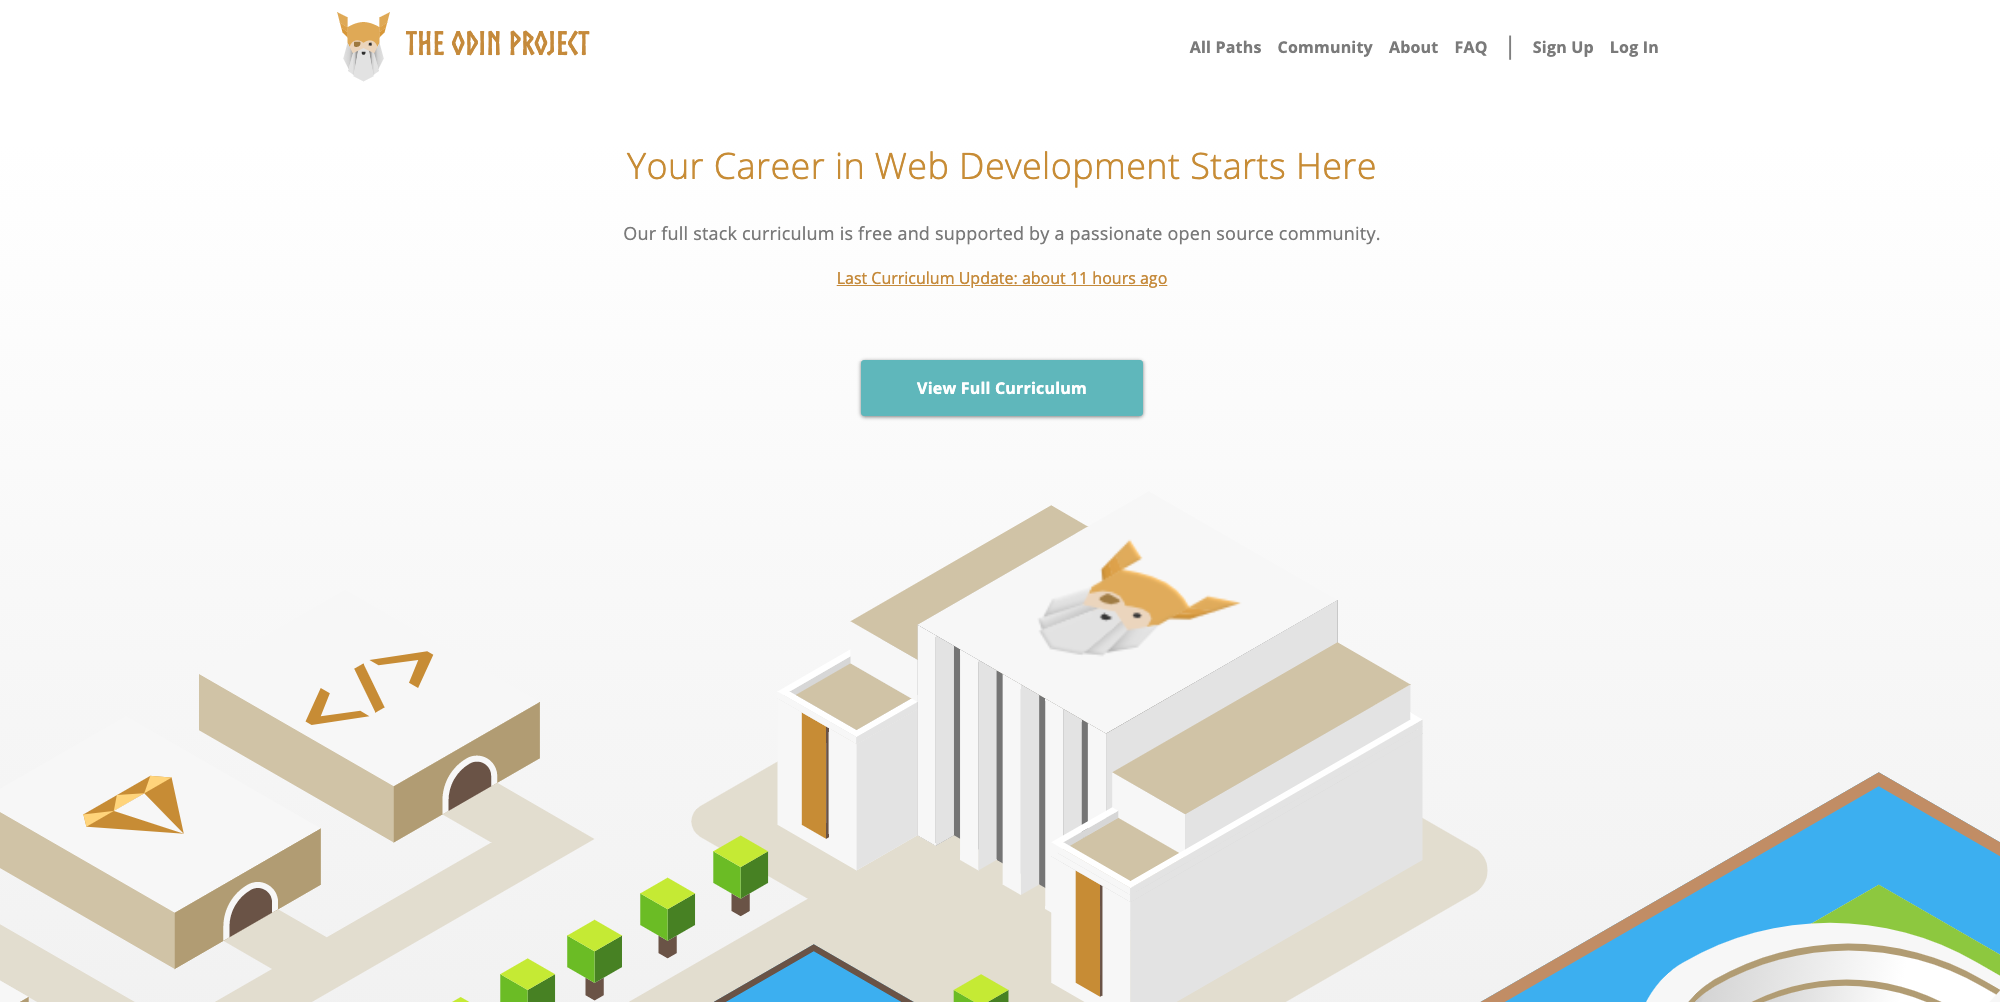 THE ODIN PROJECT
All Paths Community About FAQ | Sign Up Log In
Your Career in Web Development Starts Here
Our full stack curriculum is free and supported by a passionate open source community.
Last Curriculum Update: about 11 hours ago
View Full Curriculum
</>